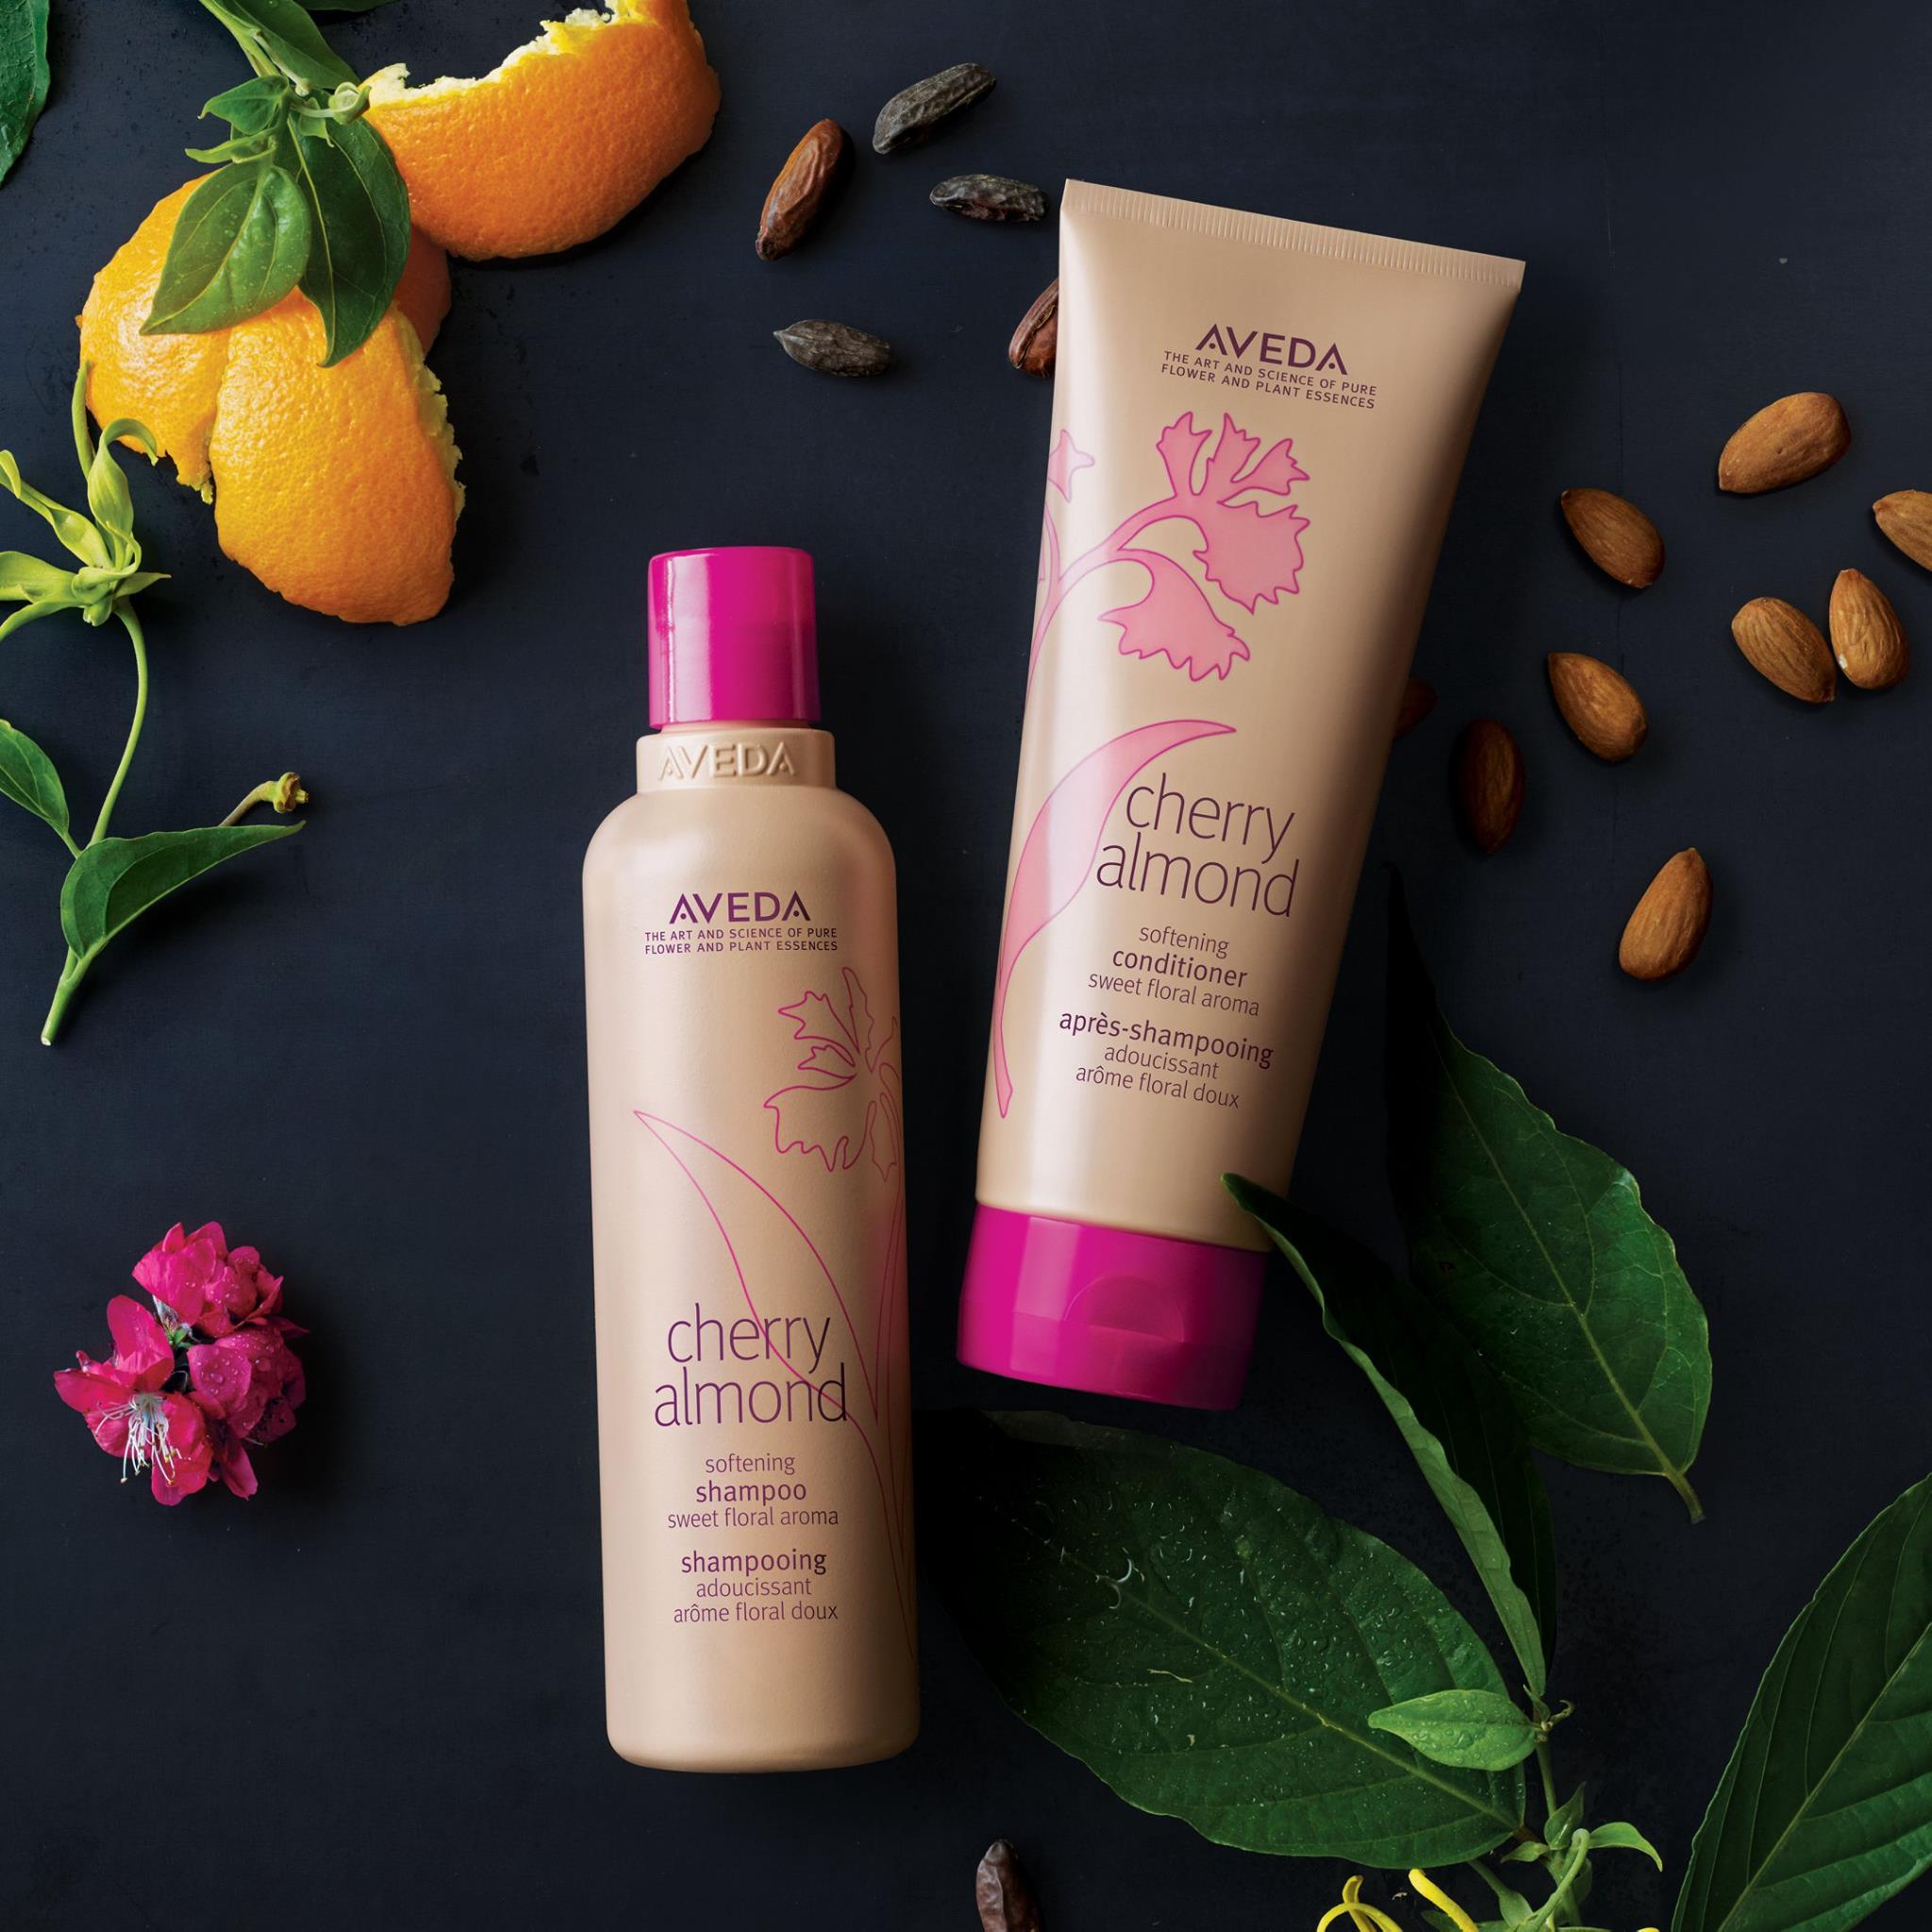 AVEDA
THE ART AND SCIENCE OF PURE
FLOWER AND PLANT ESSENCES
cherry
almond
softening
conditioner
sweet floral aroma
après-shampooing
adoucissant
arôme floral doux
AVEDA
AVEDA
THE ART AND SCIENCE OF PURE
FLOWER AND PLANT ESSENCES
cherry
almond
softening
shampoo
sweet floral aroma
shampooing
adoucissant
arôme floral doux